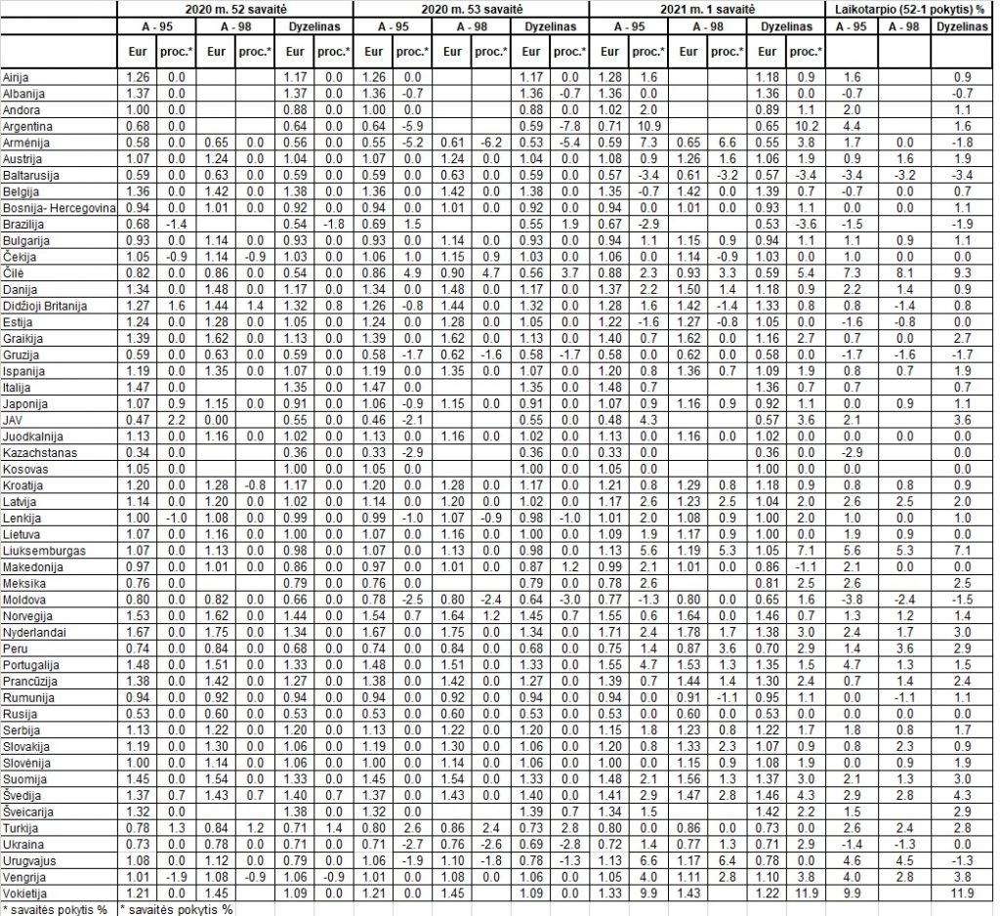 2020 m. 52 savaitė 2020 m. 53 savaitė 2021 m. 1 savaitė Laikotarpio (52-1 pokytis) %
A - 95 A - 98 Dyzelinas A - 95 A - 98 Dyzelinas A - 95 A - 98 Dyzelinas A - 95 A - 98 Dyzelinas
Eur proc.* Eur proc.* Eur proc.* Eur proc.* Eur proc.* Eur proc.* Eur proc.* Eur proc.* Eur proc.*
Airija 1.26 0.0 1.17 0.0 1.26 0.0 1.17 0.0 1.28 1.6 1.18 0.9 1.6 0.9
Albanija 1.37 0.0 1.37 0.0 1.36 -0.7 1.36 -0.7 1.36 0.0 1.36 0.0 -0.7 -0.7
Andora 1.00 0.0 0.88 0.0 1.00 0.0 0.88 0.0 1.02 2.0 0.89 1.1 2.0 1.1
Argentina 0.68 0.0 0.64 0.0 0.64 -5.9 0.59 -7.8 0.71 10.9 0.65 10.2 4.4 1.6
Armėnija 0.58 0.0 0.65 0.0 0.56 0.0 0.55 -5.2 0.61 -6.2 0.53 -5.4 0.59 7.3 0.65 6.6 0.55 3.8 1.7 0.0 -1.8
Austrija 1.07 0.0 1.24 0.0 1.04 0.0 1.07 0.0 1.24 0.0 1.04 0.0 1.08 0.9 1.26 1.6 1.06 1.9 0.9 1.6 1.9
Baltarusija 0.59 0.0 0.63 0.0 0.59 0.0 0.59 0.0 0.63 0.0 0.59 0.0 0.57 -3.4 0.61 -3.2 0.57 -3.4 -3.4 -3.2 -3.4
Belgija 1.36 0.0 1.42 0.0 1.38 0.0 1.36 0.0 1.42 0.0 1.38 0.0 1.35 -0.7 1.42 0.0 1.39 0.7 -0.7 0.0 0.7
Bosnija- Hercegovina 0.94 0.0 1.01 0.0 0.92 0.0 0.94 0.0 1.01 0.0 0.92 0.0 0.94 0.0 1.01 0.0 0.93 1.1 0.0 0.0 1.1
Brazilija 0.68 -1.4 0.54 -1.8 0.69 1.5 0.55 1.9 0.67 -2.9 0.53 -3.6 -1.5 -1.9
Bulgarija 0.93 0.0 1.14 0.0 0.93 0.0 0.93 0.0 1.14 0.0 0.93 0.0 0.94 1.1 1.15 0.9 0.94 1.1 1.1 0.9 1.1
Čekija 1.05 -0.9 1.14 -0.9 1.03 0.0 1.06 1.0 1.15 0.9 1.03 0.0 1.06 0.0 1.14 -0.9 1.03 0.0 1.0 0.0 0.0
Čilė 0.82 0.0 0.86 0.0 0.54 0.0 0.86 4.9 0.90 4.7 0.56 3.7 0.88 2.3 0.93 3.3 0.59 5.4 7.3 8.1 9.3
Danija 1.34 0.0 1.48 0.0 1.17 0.0 1.34 0.0 1.48 0.0 1.17 0.0 1.37 2.2 1.50 1.4 1.18 0.9 2.2 1.4 0.9
Didžioji Britanija 1.27 1.6 1.44 1.4 1.32 0.8 1.26 -0.8 1.44 0.0 1.32 0.0 1.28 1.6 1.42 -1.4 1.33 0.8 0.8 -1.4 0.8
Estija 1.24 0.0 1.28 0.0 1.05 0.0 1.24 0.0 1.28 0.0 1.05 0.0 1.22 -1.6 1.27 -0.8 1.05 0.0 -1.6 -0.8 0.0
Graikija 1.39 0.0 1.62 0.0 1.13 0.0 1.39 0.0 1.62 0.0 1.13 0.0 1.40 0.7 1.62 0.0 1.16 2.7 0.7 0.0 2.7
Gruzija 0.59 0.0 0.63 0.0 0.59 0.0 0.58 -1.7 0.62 -1.6 0.58 -1.7 0.58 0.0 0.62 0.0 0.58 0.0 -1.7 -1.6 -1.7
Ispanija 1.19 0.0 1.35 0.0 1.07 0.0 1.19 0.0 1.35 0.0 1.07 0.0 1.20 0.8 1.36 0.7 1.09 1.9 0.8 0.7 1.9
Italija 1.47 0.0 1.35 0.0 1.47 0.0 1.35 0.0 1.48 0.7 1.36 0.7 0.7 0.7
Japonija 1.07 0.9 1.15 0.0 0.91 0.0 1.06 -0.9 1.15 0.0 0.91 0.0 1.07 0.9 1.16 0.9 0.92 1.1 0.0 0.9 1.1
JAV 0.47 2.2 0.00 0.55 0.0 0.46 -2.1 0.55 0.0 0.48 4.3 0.57 3.6 2.1 3.6
Juodkalnija 1.13 0.0 1.16 0.0 1.02 0.0 1.13 0.0 1.16 0.0 1.02 0.0 1.13 0.0 1.16 0.0 1.02 0.0 0.0 0.0 0.0
Kazachstanas 0.34 0.0 0.36 0.0 0.33 -2.9 0.36 0.0 0.33 0.0 0.36 0.0 -2.9 0.0
Kosovas 1.05 0.0 1.00 0.0 1.05 0.0 1.00 0.0 1.05 0.0 1.00 0.0 0.0 0.0
Kroatija 1.20 0.0 1.28 -0.8 1.17 0.0 1.20 0.0 1.28 0.0 1.17 0.0 1.21 0.8 1.29 0.8 1.18 0.9 0.8 0.8 0.9
Latvija 1.14 0.0 1.20 0.0 1.02 0.0 1.14 0.0 1.20 0.0 1.02 0.0 1.17 2.6 1.23 2.5 1.04 2.0 2.6 2.5 2.0
Lenkija 1.00 -1.0 1.08 0.0 0.99 0.0 0.99 -1.0 1.07 -0.9 0.98 -1.0 1.01 2.0 1.08 0.9 1.00 2.0 1.0 0.0 1.0
Lietuva 1.07 0.0 1.16 0.0 1.00 0.0 1.07 0.0 1.16 0.0 1.00 0.0 1.09 1.9 1.17 0.9 1.00 0.0 1.9 0.9 0.0
Liuksemburgas 1.07 0.0 1.13 0.0 0.98 0.0 1.07 0.0 1.13 0.0 0.98 0.0 1.13 5.6 1.19 5.3 1.05 7.1 5.6 5.3 7.1
Makedonija 0.97 0.0 1.01 0.0 0.86 0.0 0.97 0.0 1.01 0.0 0.87 1.2 0.99 2.1 1.01 0.0 0.86 -1.1 2.1 0.0 0.0
Meksika 0.76 0.0 0.79 0.0 0.76 0.0 0.79 0.0 0.78 2.6 0.81 2.5 2.6 2.5
Moldova 0.80 0.0 0.82 0.0 0.66 0.0 0.78 -2.5 0.80 -2.4 0.64 -3.0 0.77 -1.3 0.80 0.0 0.65 1.6 -3.8 -2.4 -1.5
Norvegija 1.53 0.0 1.62 0.0 1.44 0.0 1.54 0.7 1.64 1.2 1.45 0.7 1.55 0.6 1.64 0.0 1.46 0.7 1.3 1.2 1.4
Nyderlandai 1.67 0.0 1.75 0.0 1.34 0.0 1.67 0.0 1.75 0.0 1.34 0.0 1.71 2.4 1.78 1.7 1.38 3.0 2.4 1.7 3.0
Peru 0.74 0.0 0.84 0.0 0.68 0.0 0.74 0.0 0.84 0.0 0.68 0.0 0.75 1.4 0.87 3.6 0.70 2.9 1.4 3.6 2.9
Portugalija 1.48 0.0 1.51 0.0 1.33 0.0 1.48 0.0 1.51 0.0 1.33 0.0 1.55 4.7 1.53 1.3 1.35 1.5 4.7 1.3 1.5
Prancūzija 1.38 0.0 1.42 0.0 1.27 0.0 1.38 0.0 1.42 0.0 1.27 0.0 1.39 0.7 1.44 1.4 1.30 2.4 0.7 1.4 2.4
Rumunija 0.94 0.0 0.92 0.0 0.94 0.0 0.94 0.0 0.92 0.0 0.94 0.0 0.94 0.0 0.91 -1.1 0.95 1.1 0.0 -1.1 1.1
Rusija 0.53 0.0 0.60 0.0 0.53 0.0 0.53 0.0 0.60 0.0 0.53 0.0 0.53 0.0 0.60 0.0 0.53 0.0 0.0 0.0 0.0
Serbija 1.13 0.0 1.22 0.0 1.20 0.0 1.13 0.0 1.22 0.0 1.20 0.0 1.15 1.8 1.23 0.8 1.22 1.7 1.8 0.8 1.7
Slovakija 1.19 0.0 1.30 0.0 1.06 0.0 1.19 0.0 1.30 0.0 1.06 0.0 1.20 0.8 1.33 2.3 1.07 0.9 0.8 2.3 0.9
Slovėnija 1.00 0.0 1.14 0.0 1.06 0.0 1.00 0.0 1.14 0.0 1.06 0.0 1.00 0.0 1.15 0.9 1.08 1.9 0.0 0.9 1.9
Suomija 1.45 0.0 1.54 0.0 1.33 0.0 1.45 0.0 1.54 0.0 1.33 0.0 1.48 2.1 1.56 1.3 1.37 3.0 2.1 1.3 3.0
Švedija 1.37 0.7 1.43 0.7 1.40 0.7 1.37 0.0 1.43 0.0 1.40 0.0 1.41 2.9 1.47 2.8 1.46 4.3 2.9 2.8 4.3
Šveicarija 1.32 0.0 1.38 0.0 1.32 0.0 1.39 0.7 1.34 1.5 1.42 2.2 1.5 2.9
Turkija 0.78 1.3 0.84 1.2 0.71 1.4 0.80 2.6 0.86 2.4 0.73 2.8 0.80 0.0 0.86 0.0 0.73 0.0 2.6 2.4 2.8
Ukraina 0.73 0.0 0.78 0.0 0.71 0.0 0.71 -2.7 0.76 -2.6 0.69 -2.8 0.72 1.4 0.77 1.3 0.71 2.9 -1.4 -1.3 0.0
Urugvajus 1.08 0.0 1.12 0.0 0.79 0.0 1.06 -1.9 1.10 -1.8 0.78 -1.3 1.13 6.6 1.17 6.4 0.78 0.0 4.6 4.5 -1.3
Vengrija 1.01 -1.9 1.08 -0.9 1.06 -0.9 1.01 0.0 1.08 0.0 1.06 0.0 1.05 4.0 1.11 2.8 1.10 3.8 4.0 2.8 3.8
Vokietija 1.21 0.0 1.45 1.09 0.0 1.21 0.0 1.45 1.09 0.0 1.33 9.9 1.43 1.22 11.9 9.9 11.9
* savaitės pokytis % * savaitės pokytis %